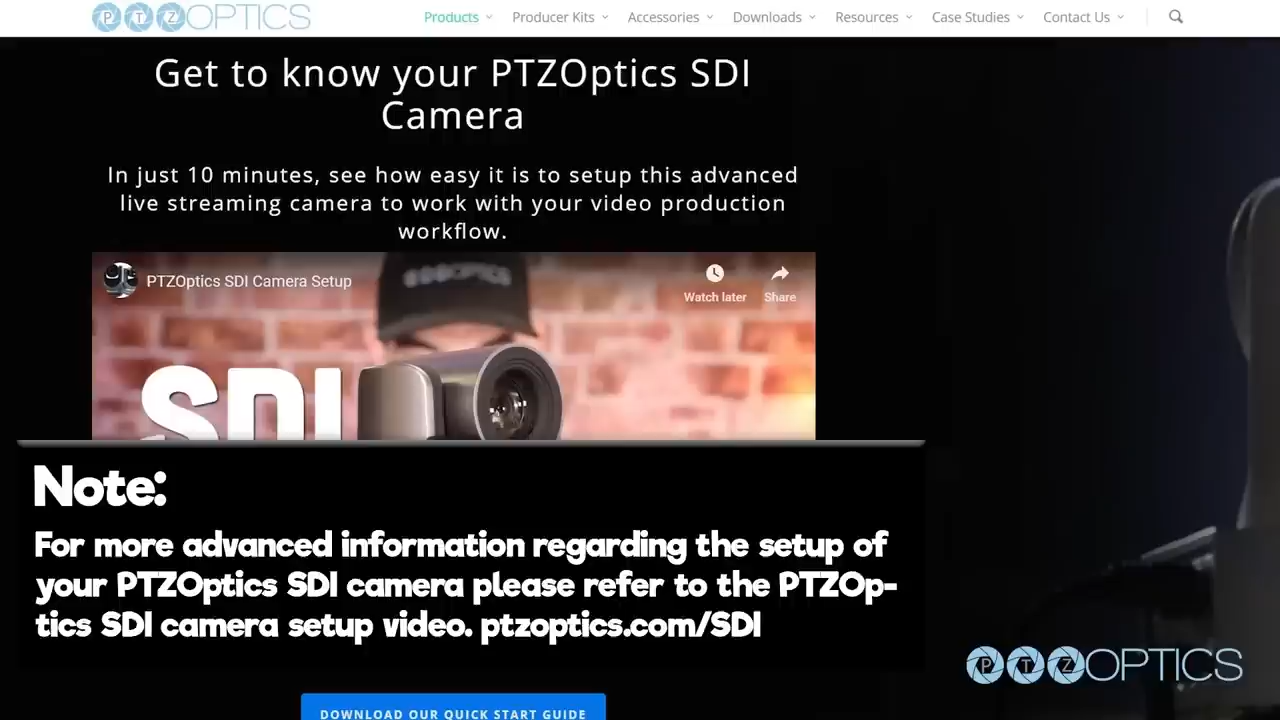 PTZOPTICS
Products
Producer Kits
Accessories
Downloads
Resources
Case Studies
Contact Us
Get to know your PTZOptics SDI
Camera
In just 10 minutes, see how easy it is to setup this advanced
live streaming camera to work with your video production
workflow.
PTZOptics SDI Camera Setup
Watch later
Share
SDI
Note:
For more advanced information regarding the setup of
your PTZOptics SDI camera please refer to the PTZOp-
tics SDI camera setup video. ptzoptics.com/SDI
PTZOPTICS
DOWNLOAD OUR QUICK START GUIDE